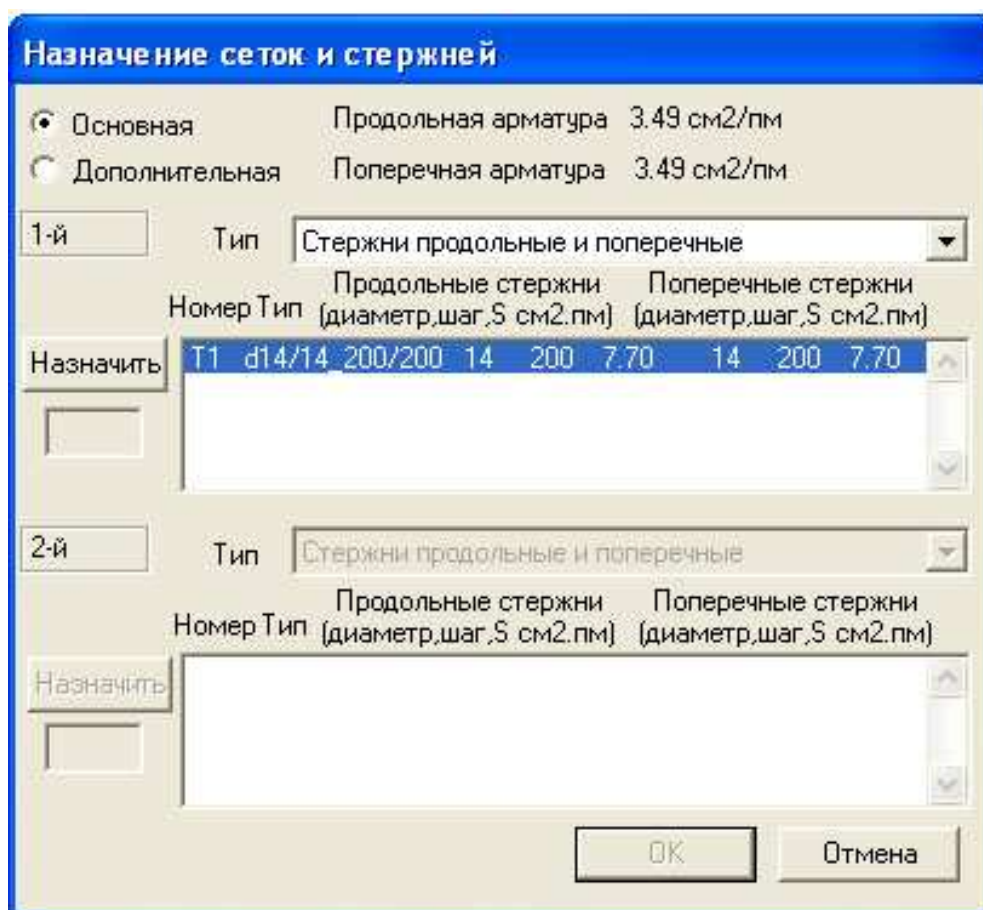 Назначение сеток и стержней
Основная Продольная арматура 3.49 см2/пм
Дополнительная Поперечная арматура 3.49 см2/пм
1-й Тип Стержни продольные и поперечные
Номер Тип Продольные стержни (диаметр,шаг,S см2.пм) Поперечные стержни (диаметр,шаг,S см2.пм)
Назначить T1 d14/14_200/200 14 200 7.70 14 200 7.70
2-й Тип Стержни продольные и поперечные
Номер Тип Продольные стержни (диаметр,шаг,S см2.пм) Поперечные стержни (диаметр,шаг,S см2.пм)
Назначить
OK Отмена